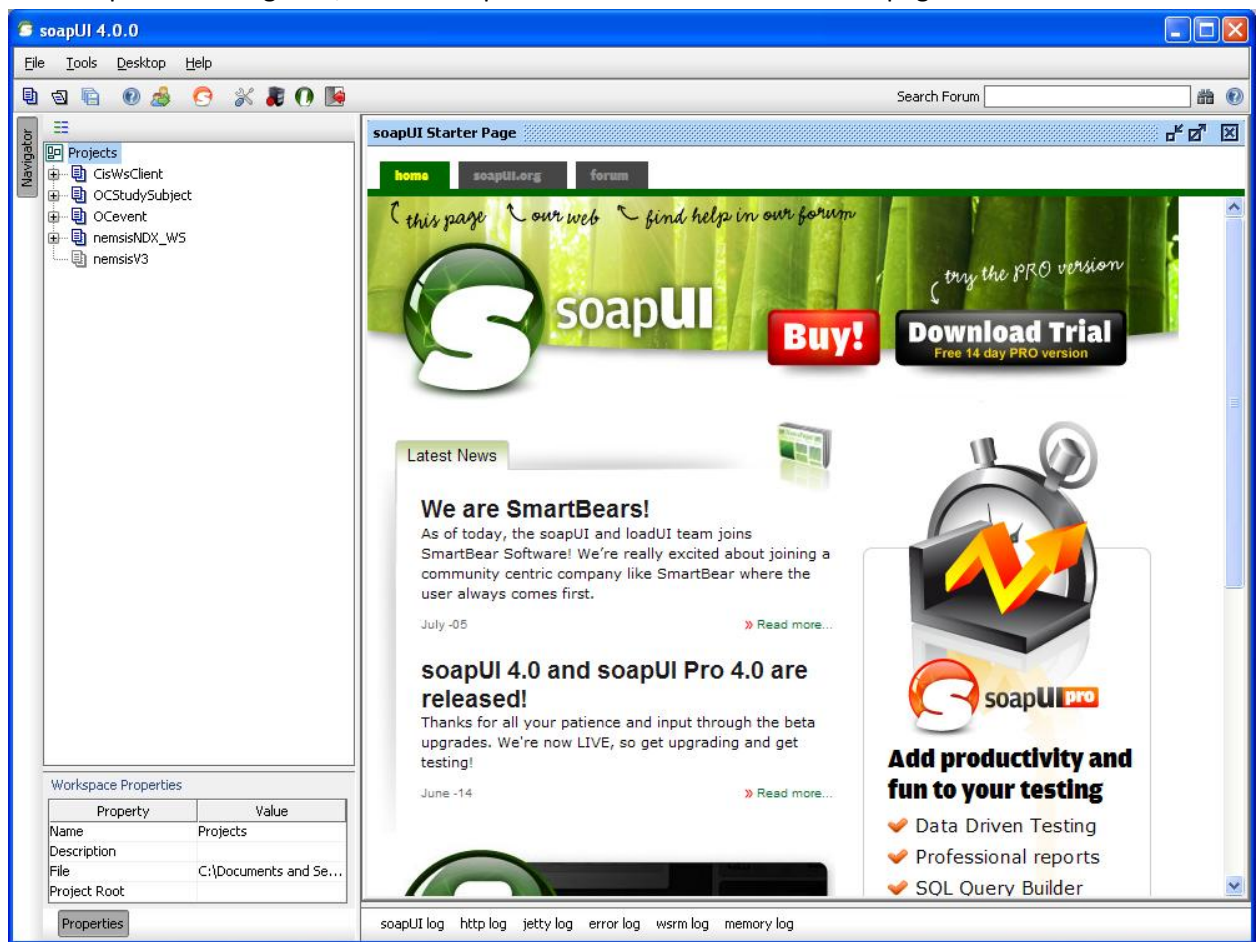 soapUI 4.0.0
File Tools Desktop Help
Search Forum
Navigator
Projects
CisWsClient
OCStudySubject
OCevent
nemsisNDX_WS
nemsisV3
Workspace Properties
Property Value
Name Projects
Description
File C:\Documents and Se...
Project Root
Properties
soapUI Starter Page
home soapUI.org forum
this page our web find help in our forum
try the PRO version
soapUI
Buy!
Download Trial
Free 14 day PRO version
Latest News
We are SmartBears!
As of today, the soapUI and loadUI team joins
SmartBear Software! We're really excited about joining a
community centric company like SmartBear where the
user always comes first.
July -05 » Read more...
soapUI 4.0 and soapUI Pro 4.0 are
released!
Thanks for all your patience and input through the beta
upgrades. We're now LIVE, so get upgrading and get
testing!
June -14 » Read more...
soapUI pro
Add productivity and
fun to your testing
Data Driven Testing
Professional reports
SQL Query Builder
soapUI log http log jetty log error log wsrm log memory log